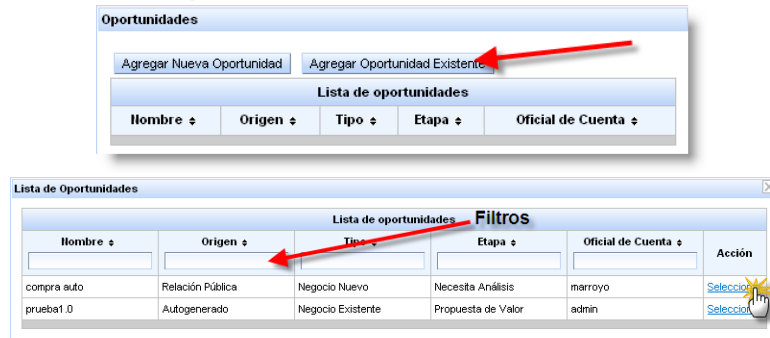 Oportunidades
Agregar Nueva Oportunidad Agregar Oportunidad Existente
Lista de oportunidades
Nombre Origen Tipo Etapa Oficial de Cuenta
Lista de Oportunidades
Lista de oportunidades Filtros
Nombre Origen Tipo Etapa Oficial de Cuenta Acción
compra auto Relación Pública Negocio Nuevo Necesita Análisis marroyo
prueba1.0 Autogenerado Negocio Existente Propuesta de Valor admin